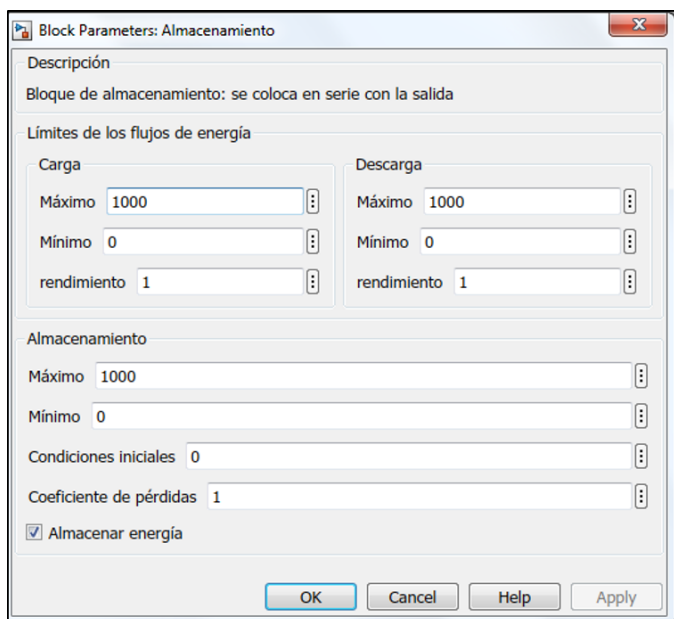 Block Parameters: Almacenamiento
Descripción
Bloque de almacenamiento: se coloca en serie con la salida
Límites de los flujos de energía
Carga
Máximo 1000
Mínimo 0
rendimiento 1
Descarga
Máximo 1000
Mínimo 0
rendimiento 1
Almacenamiento
Máximo 1000
Mínimo 0
Condiciones iniciales 0
Coeficiente de pérdidas 1
Almacenar energía
OK Cancel Help Apply